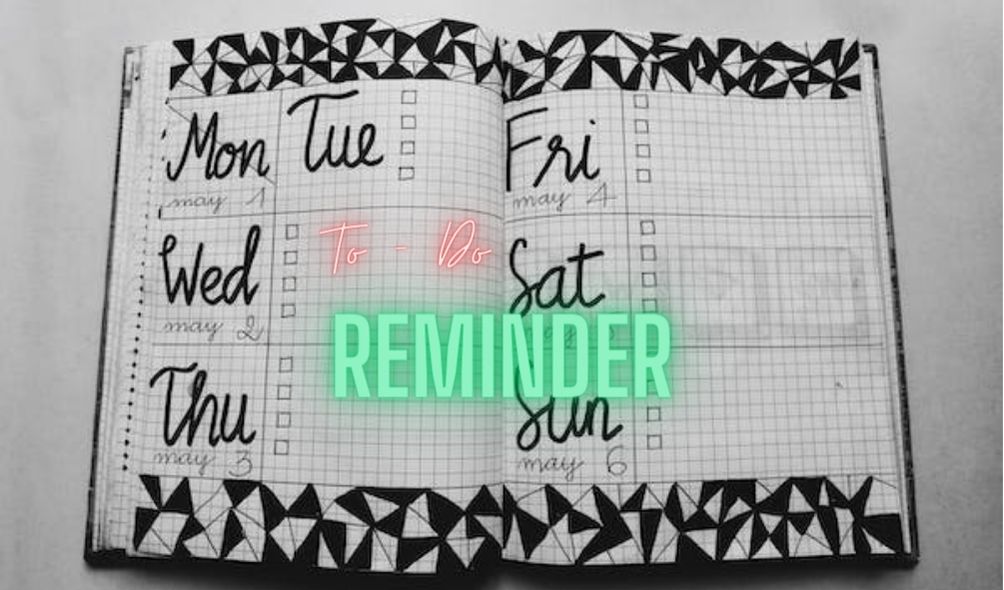 Mon Tue
may 1
Wed
may 2
Thu
may 3
Fri
may 4
Sat
Sun
may 6
To - Do
REMINDER